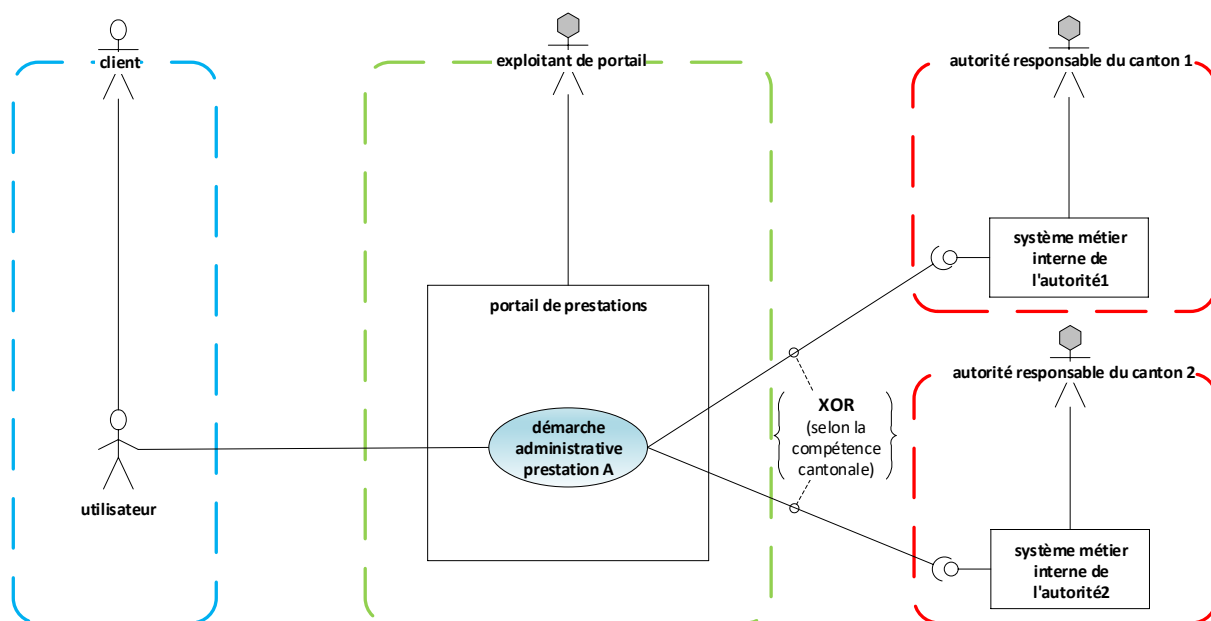 client
exploitant de portail
autorité responsable du canton 1
système métier
interne de
l'autorité1
portail de prestations
autorité responsable du canton 2
XOR
(selon la
compétence
cantonale)
démarche
administrative
prestation A
utilisateur
système métier
interne de
l'autorité2